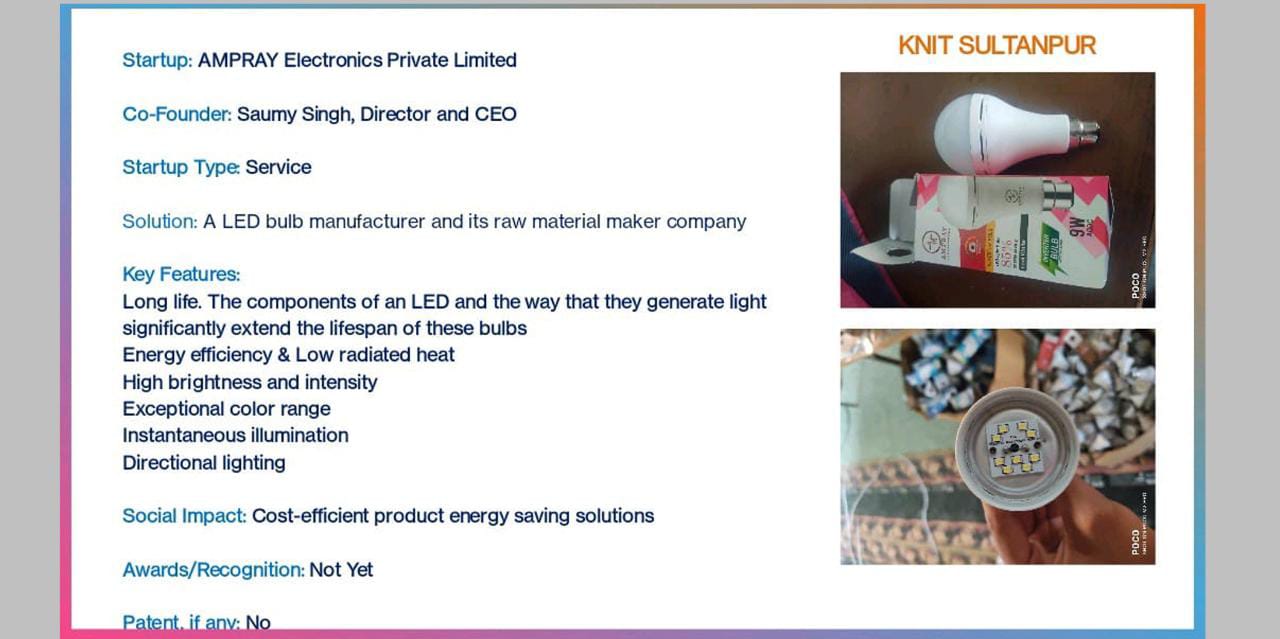 KNIT SULTANPUR
Startup: AMPRAY Electronics Private Limited
Co-Founder: Saumy Singh, Director and CEO
Startup Type: Service
Solution: A LED bulb manufacturer and its raw material maker company
Key Features:
Long life. The components of an LED and the way that they generate light
significantly extend the lifespan of these bulbs
Energy efficiency & Low radiated heat
High brightness and intensity
Exceptional color range
Instantaneous illumination
Directional lighting
Social Impact: Cost-efficient product energy saving solutions
Awards/Recognition: Not Yet
Patent, if any: No
AMPRAY
85%
INVERTER
BULB
9W
POCO
POCO